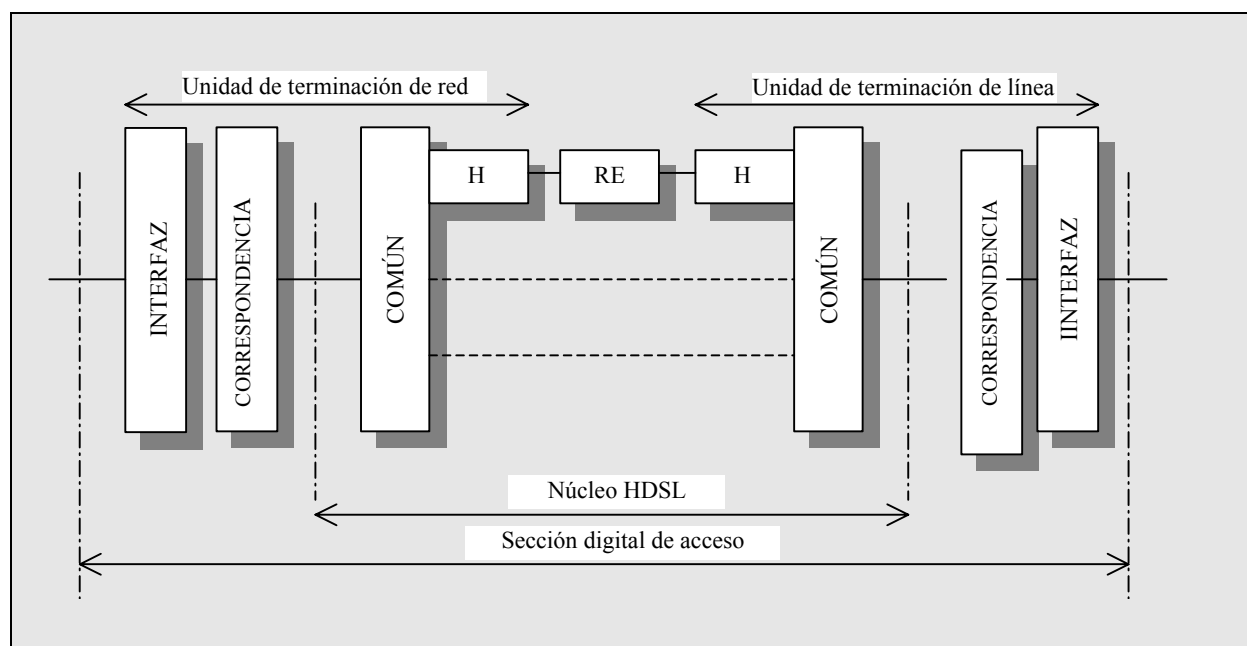 Unidad de terminación de red
Unidad de terminación de línea
INTERFAZ
CORRESPONDENCIA
COMÚN
H
RE
H
COMÚN
CORRESPONDENCIA
IINTERFAZ
Núcleo HDSL
Sección digital de acceso